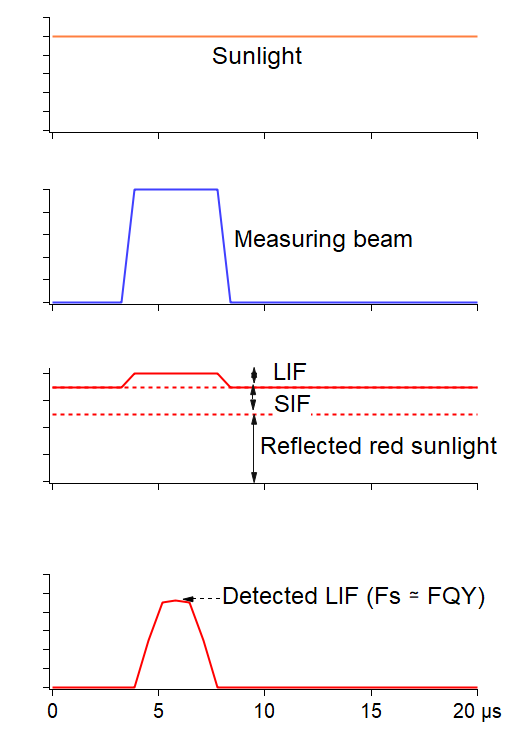 Sunlight
Measuring beam
LIF
SIF
Reflected red sunlight
Detected LIF (Fs ≃ FQY)
0 5 10 15 20 µs